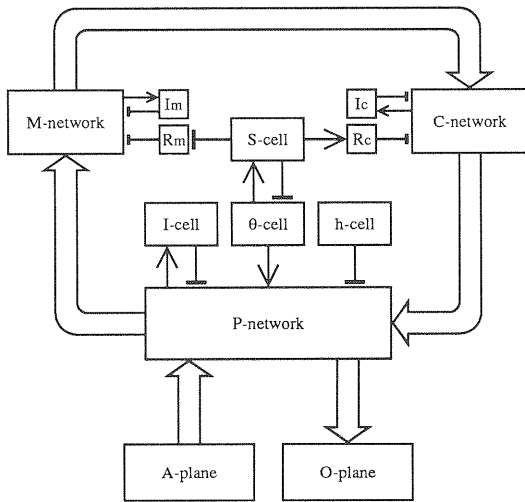 Im
Ic
M-network
C-network
Rm
S-cell
Rc
I-cell
θ-cell
h-cell
P-network
A-plane
O-plane